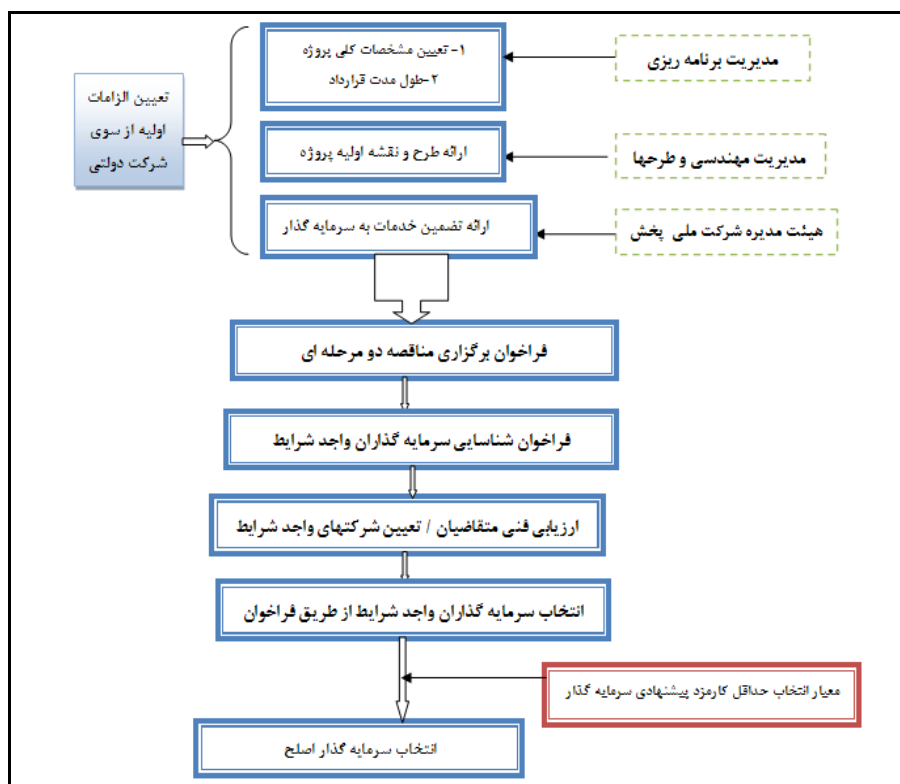 ۱- تعیین مشخصات کلی پروژه
۲-طول مدت قرارداد
مدیریت برنامه ریزی
تعیین الزامات
اولیه از سوی
شرکت دولتی
ارائه طرح و نقشه اولیه پروژه
مدیریت مهندسی و طرحها
ارائه تضمین خدمات به سرمایه گذار
هیئت مدیره شرکت ملی پخش
فراخوان برگزاری مناقصه دو مرحله ای
فراخوان شناسایی سرمایه گذاران واجد شرایط
ارزیابی فنی متقاضیان / تعیین شرکتهای واجد شرایط
انتخاب سرمایه گذاران واجد شرایط از طریق فراخوان
معیار انتخاب حداقل کارمزد پیشنهادی سرمایه گذار
انتخاب سرمایه گذار اصلح